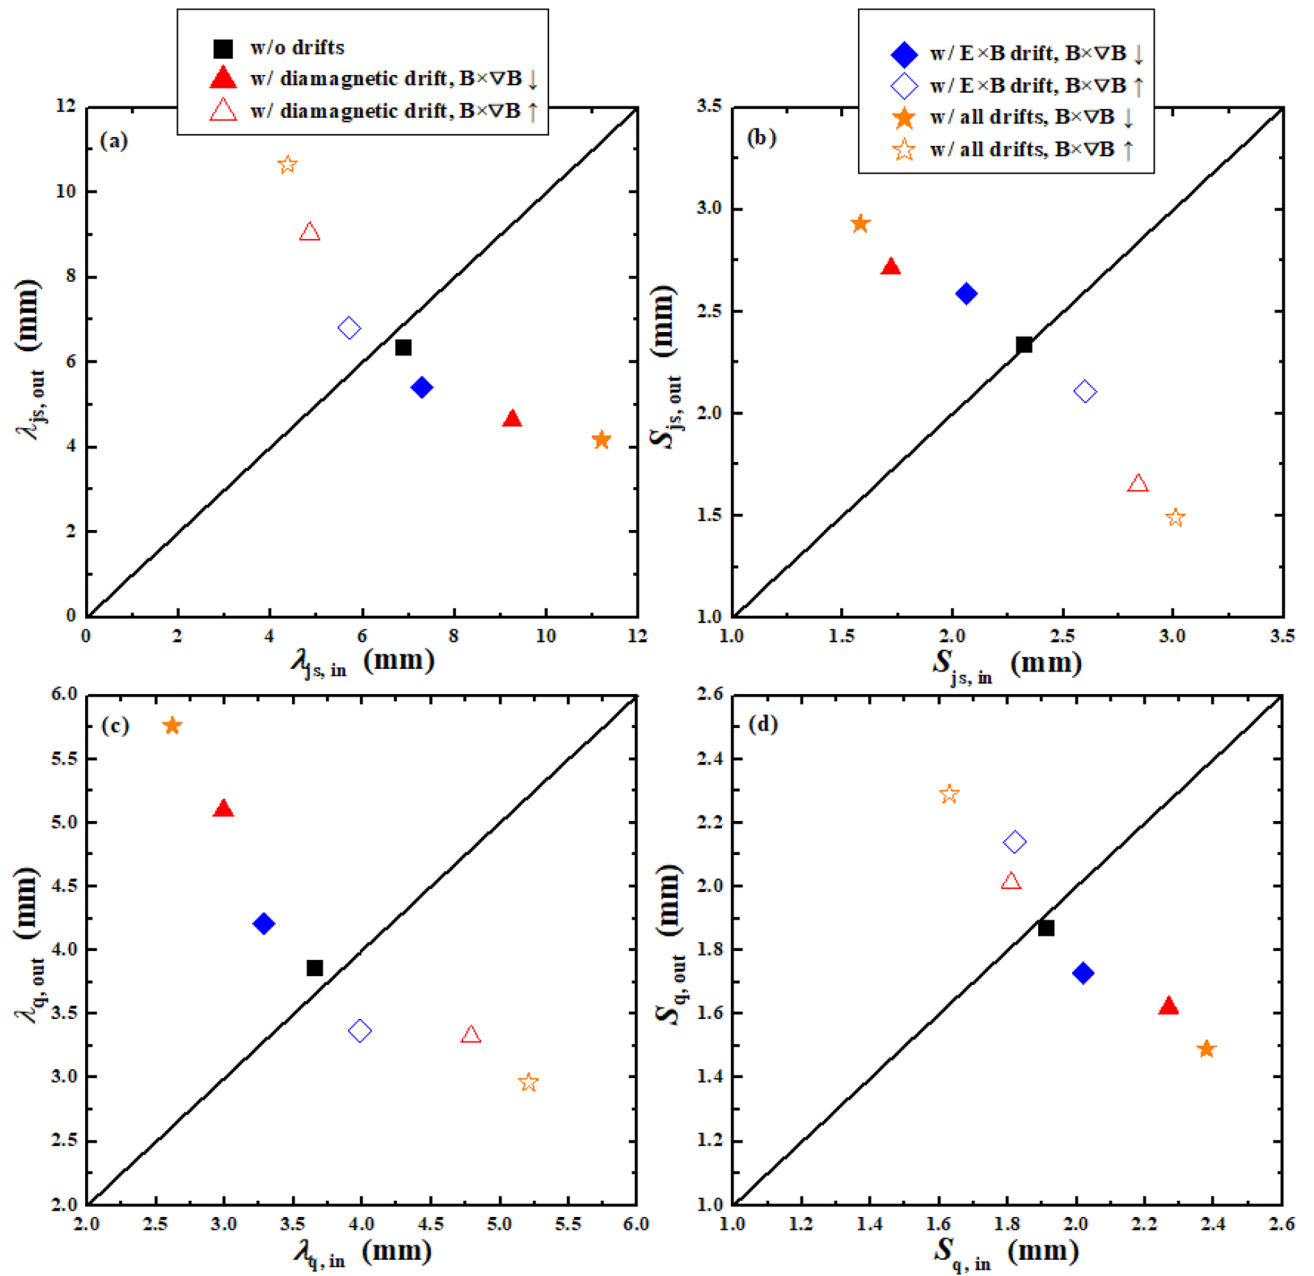 w/o drifts
w/ diamagnetic drift, B×∇B ↓
w/ diamagnetic drift, B×∇B ↑
w/ E×B drift, B×∇B ↓
w/ E×B drift, B×∇B ↑
w/ all drifts, B×∇B ↓
w/ all drifts, B×∇B ↑
(a)
12
10
8
6
4
2
0
λjs, out (mm)
0 2 4 6 8 10 12
λjs, in (mm)
(b)
3.5
3.0
2.5
2.0
1.5
1.0
Sjs, out (mm)
1.0 1.5 2.0 2.5 3.0 3.5
Sjs, in (mm)
(c)
6.0
5.5
5.0
4.5
4.0
3.5
3.0
2.5
2.0
λq, out (mm)
2.0 2.5 3.0 3.5 4.0 4.5 5.0 5.5 6.0
λq, in (mm)
(d)
2.6
2.4
2.2
2.0
1.8
1.6
1.4
1.2
1.0
Sq, out (mm)
1.0 1.2 1.4 1.6 1.8 2.0 2.2 2.4 2.6
Sq, in (mm)